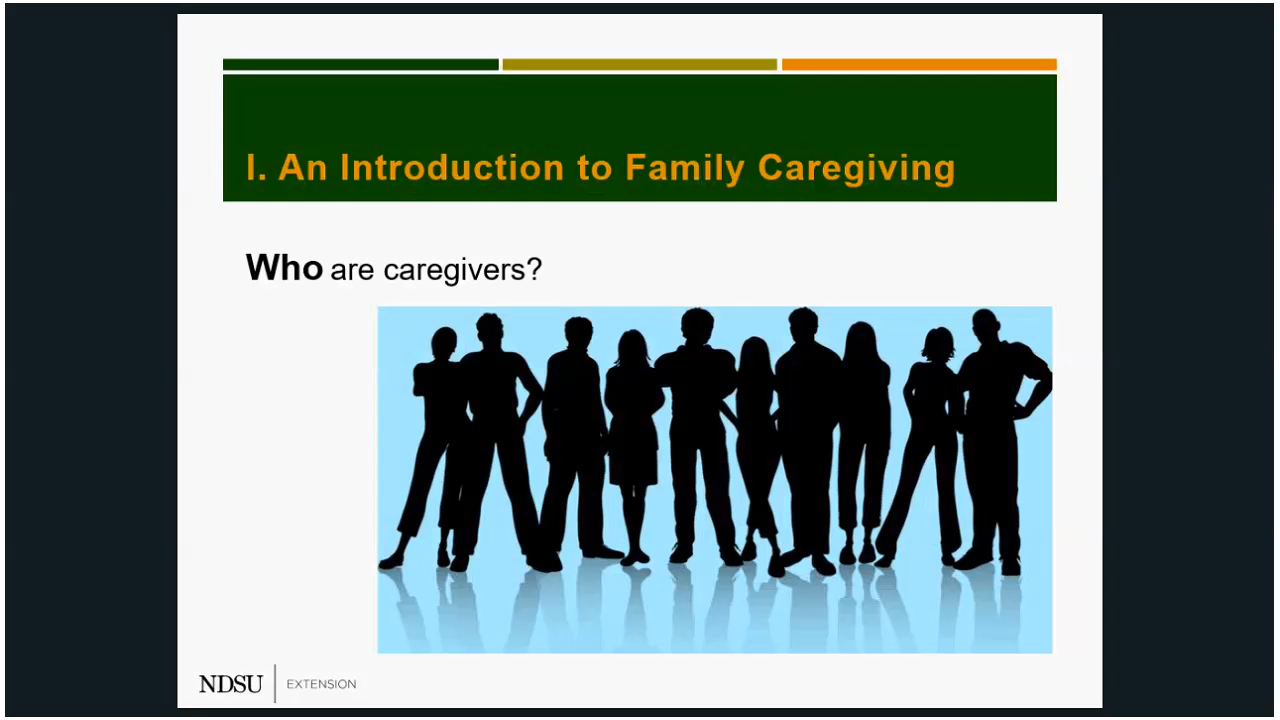 I. An Introduction to Family Caregiving
Who are caregivers?
NDSU EXTENSION